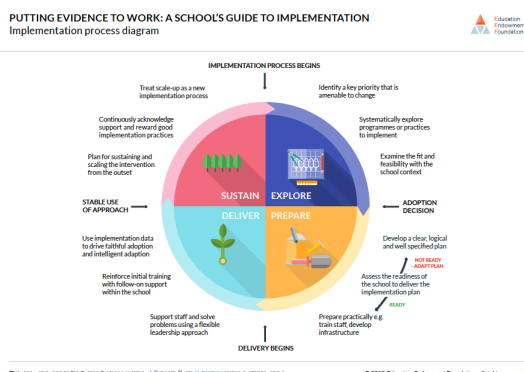 PUTTING EVIDENCE TO WORK: A SCHOOL'S GUIDE TO IMPLEMENTATION
Implementation process diagram
Education
Endowment
Foundation
IMPLEMENTATION PROCESS BEGINS
Treat scale-up as a new
implementation process
Identify a key priority that is
amenable to change
Continuously acknowledge
support and reward good
implementation practices
Systematically explore
programmes or practices
to implement
Plan for sustaining and
scaling the intervention
from the outset
Examine the fit and
feasibility with the
school context
SUSTAIN
EXPLORE
STABLE USE
OF APPROACH
ADOPTION
DECISION
DELIVER
PREPARE
Use implementation data
to drive faithful adoption
and intelligent adaption
Develop a clear, logical
and well specified plan
NOT READY
- ADAPT PLAN
Reinforce initial training
with follow-on support
within the school
Assess the readiness of
the school to deliver the
implementation plan
READY
Support staff and solve
problems using a flexible
leadership approach
Prepare practically e.g.
train staff, develop
infrastructure
DELIVERY BEGINS